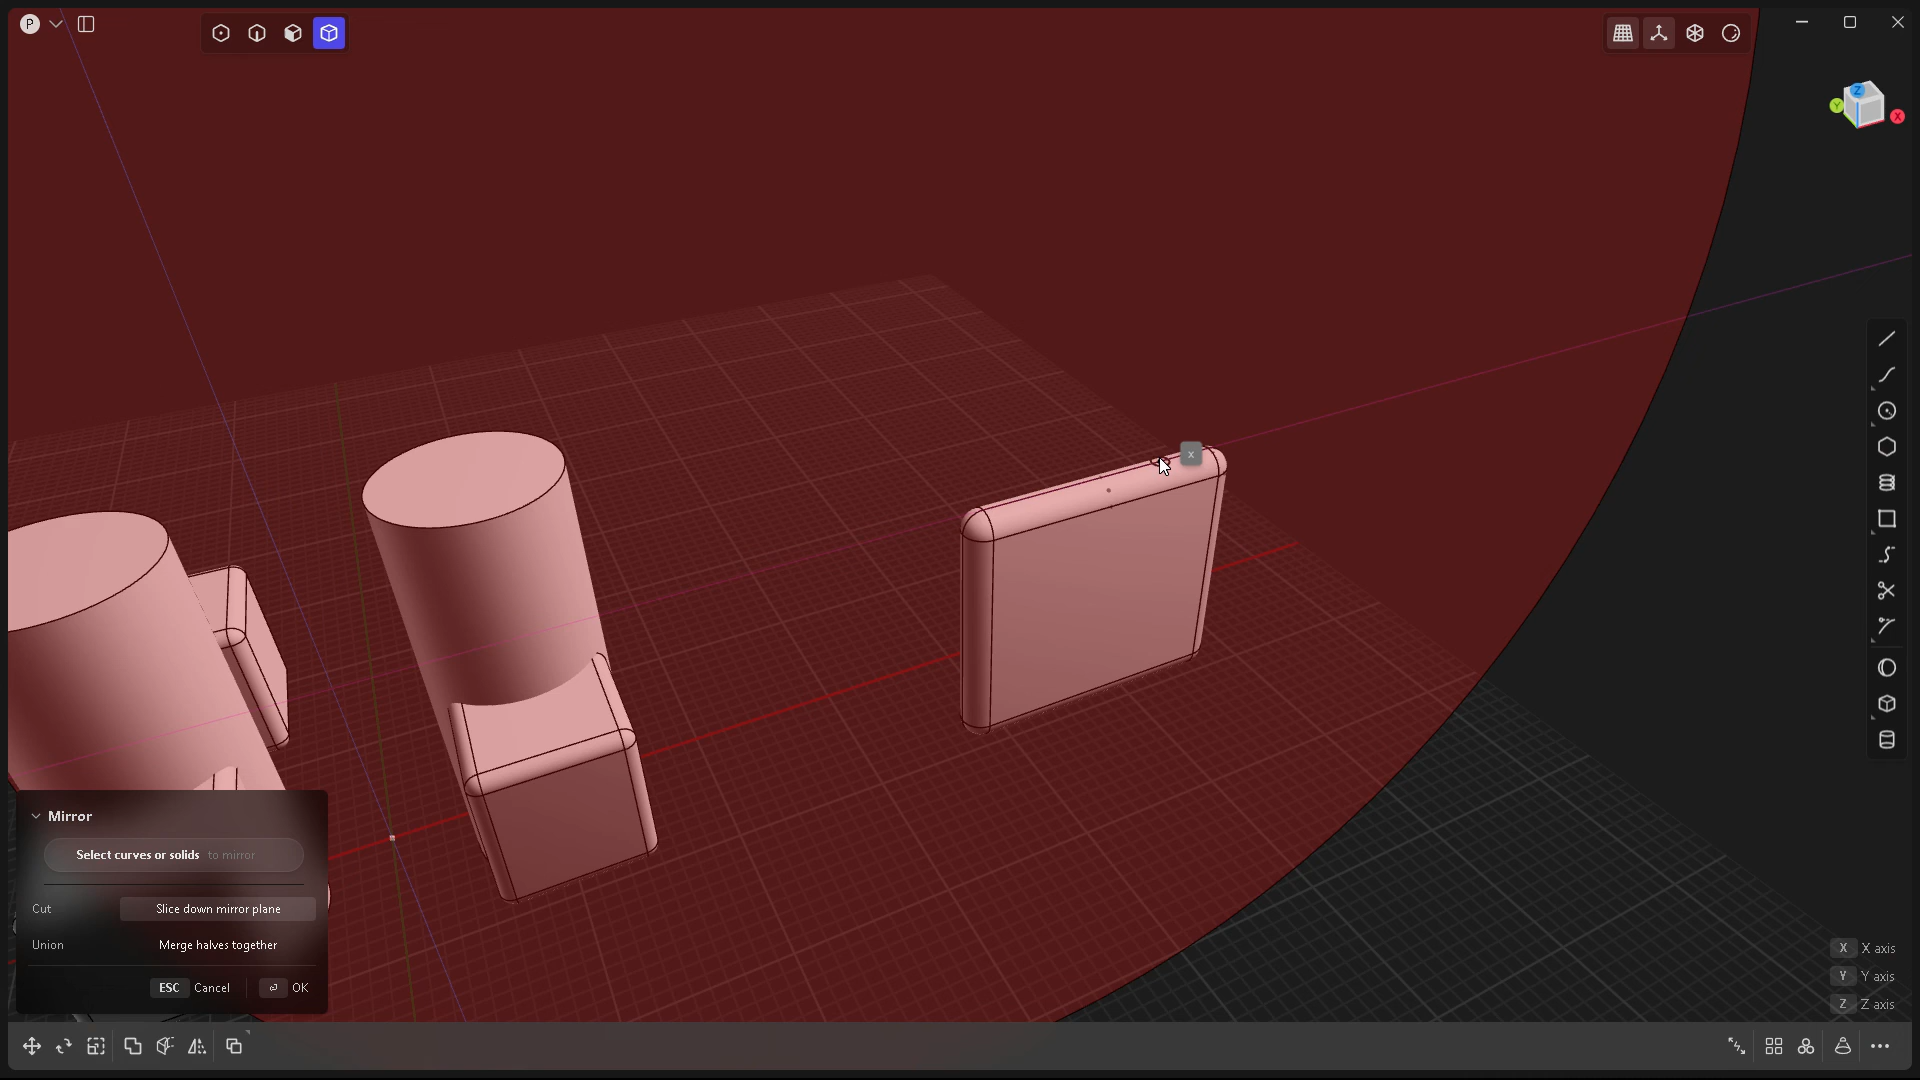 P
Z
Y
X
x
Mirror
Select curves or solids to mirror
Cut Slice down mirror plane
Union Merge halves together
ESC Cancel OK
X X axis
Y Y axis
Z Z axis